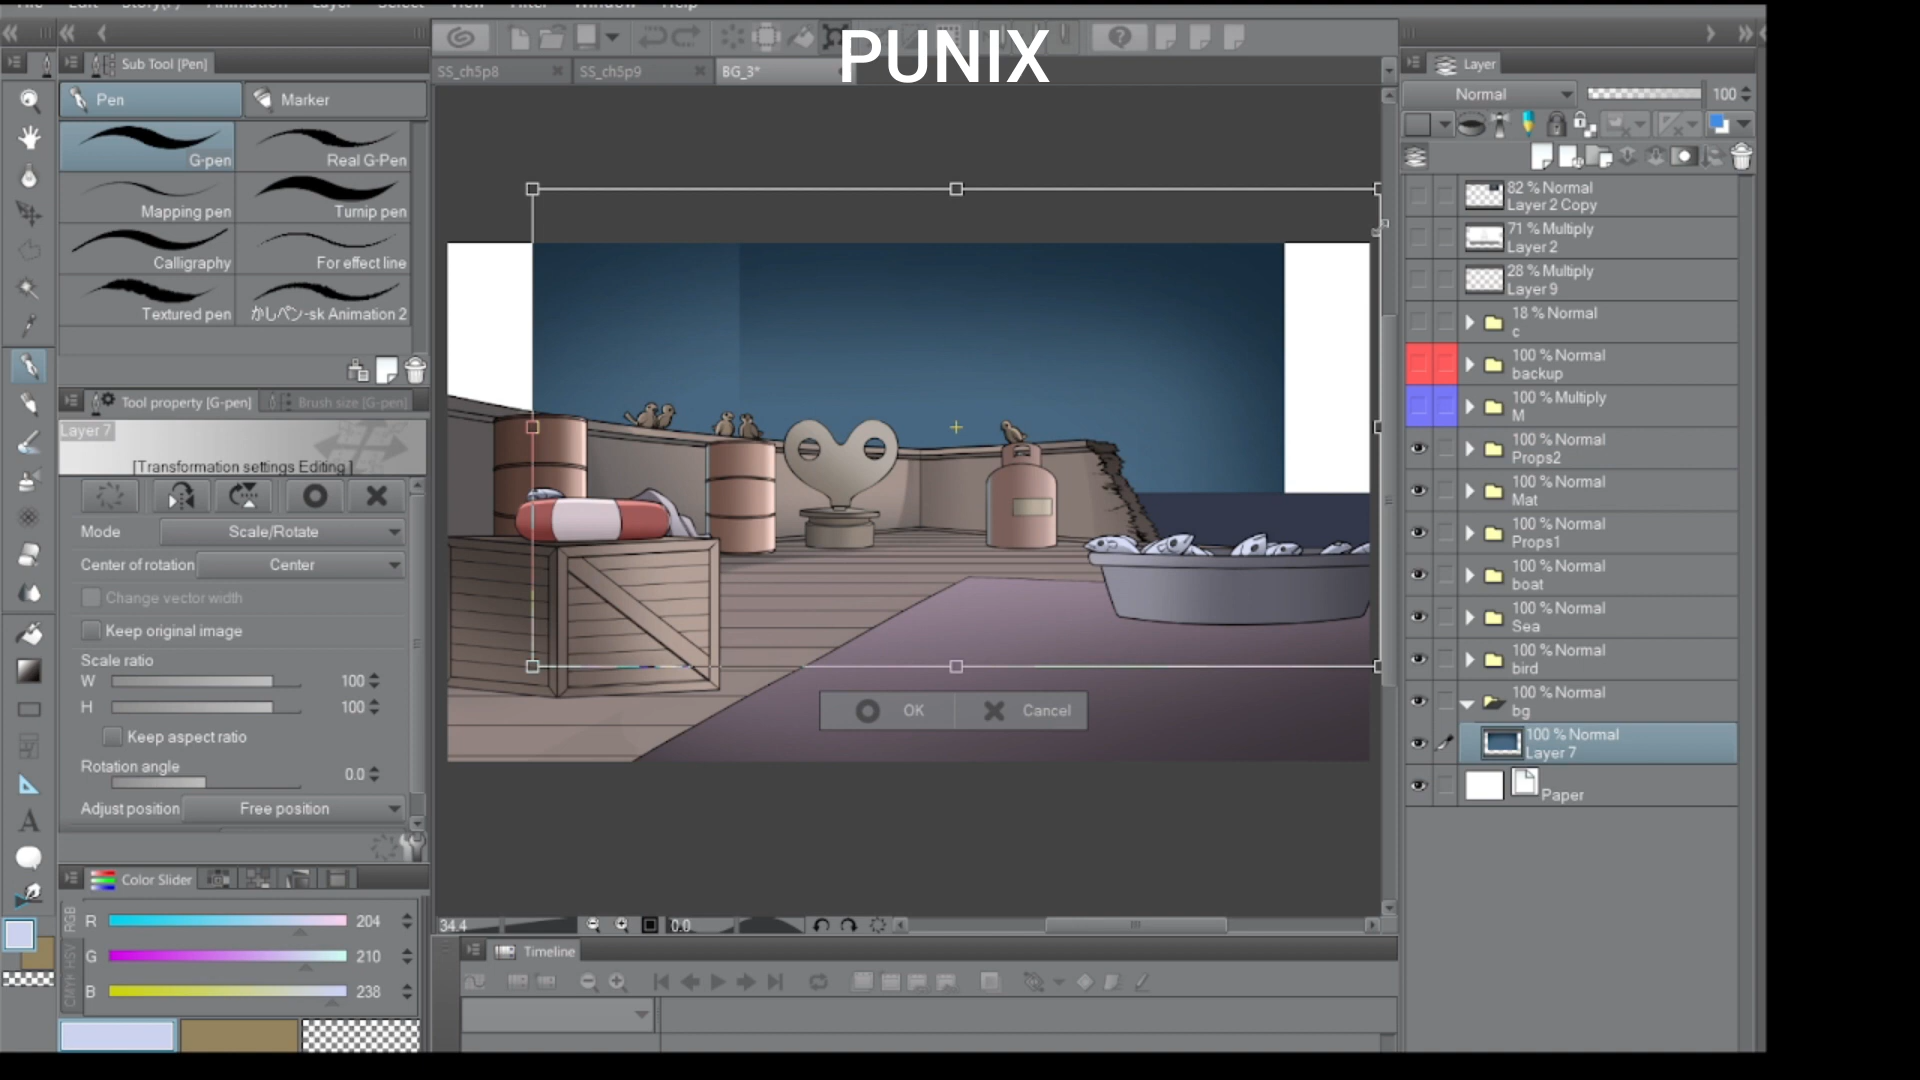 PUNIX
Sub Tool [Pen]
Pen
Marker
G-pen
Real G-Pen
Mapping pen
Turnip pen
Calligraphy
For effect line
Textured pen
かしペン-sk Animation 2
Tool property [G-pen]
Brush size [G-pen]
Layer 7
[Transformation settings Editing]
Mode
Scale/Rotate
Center of rotation
Center
Change vector width
Keep original image
Scale ratio
W
100
H
100
Keep aspect ratio
Rotation angle
0.0
Adjust position
Free position
Color Slider
RGB
HSV
CMYK
R
204
G
210
B
238
SS_ch5p8
SS_ch5p9
BG_3*
OK
Cancel
34.4
0.0
Timeline
Layer
Normal
100
82 % Normal
Layer 2 Copy
71 % Multiply
Layer 2
28 % Multiply
Layer 9
18 % Normal
c
100 % Normal
backup
100 % Multiply
M
100 % Normal
Props2
100 % Normal
Mat
100 % Normal
Props1
100 % Normal
boat
100 % Normal
Sea
100 % Normal
bird
100 % Normal
bg
100 % Normal
Layer 7
Paper